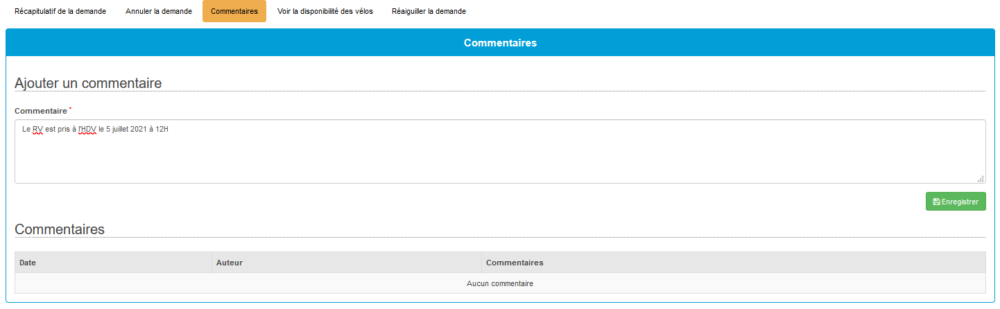 Récapitulatif de la demande Annuler la demande Commentaires Voir la disponibilité des vélos Réaiguiller la demande
Commentaires
Ajouter un commentaire
Commentaire *
Le RV est pris à l'HDV le 5 juillet 2021 à 12H
Enregistrer
Commentaires
Date Auteur Commentaires
Aucun commentaire